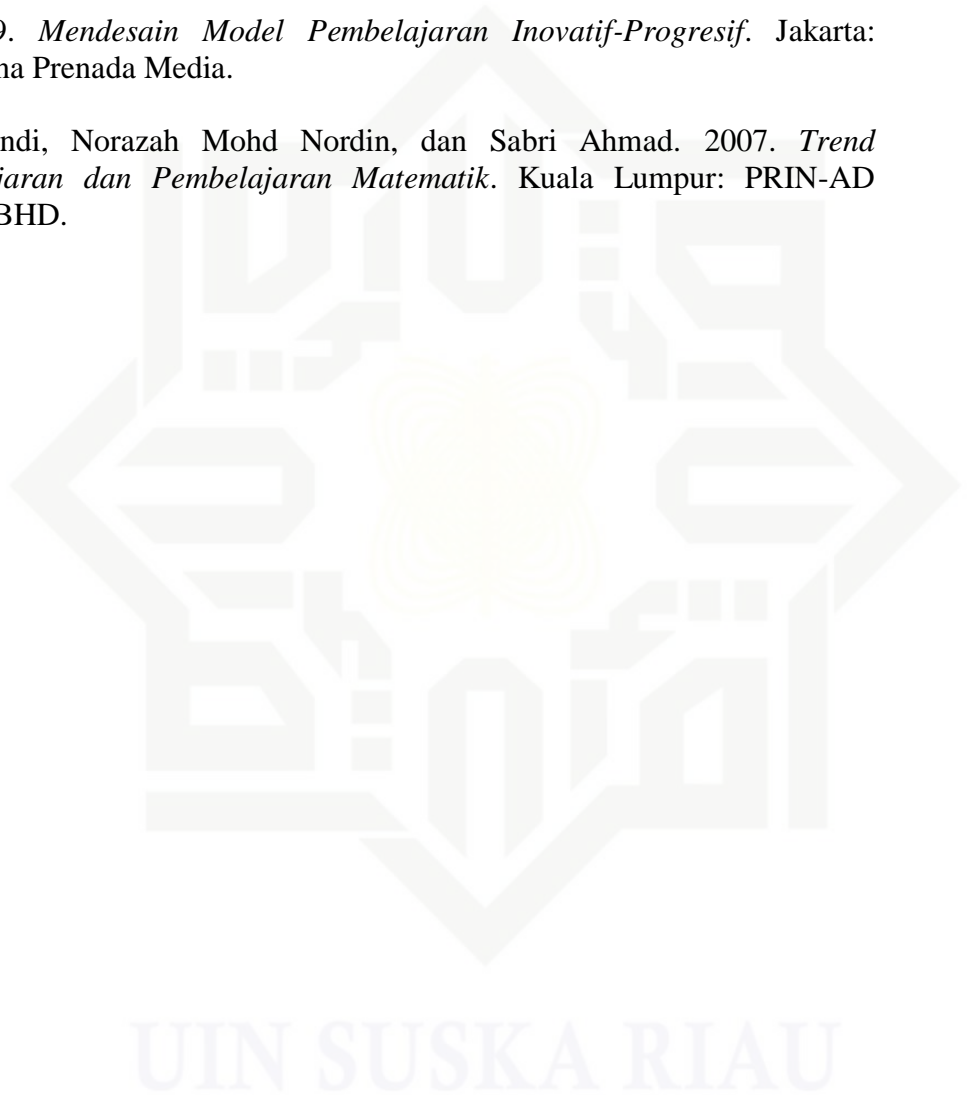 . Mendesain Model Pembelajaran Inovatif-Progresif. Jakarta:
na Prenada Media.
ndi, Norazah Mohd Nordin, dan Sabri Ahmad. 2007. Trend
jaran dan Pembelajaran Matematik. Kuala Lumpur: PRIN-AD
BHD.
UIN SUSKA RIAU